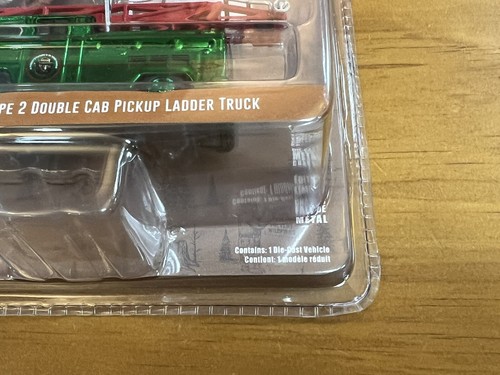 PE 2 DOUBLE CAB PICKUP LADDER TRUCK
METAL
Contains: 1 Die-Cast Vehicle
Contient: 1 modèle réduit